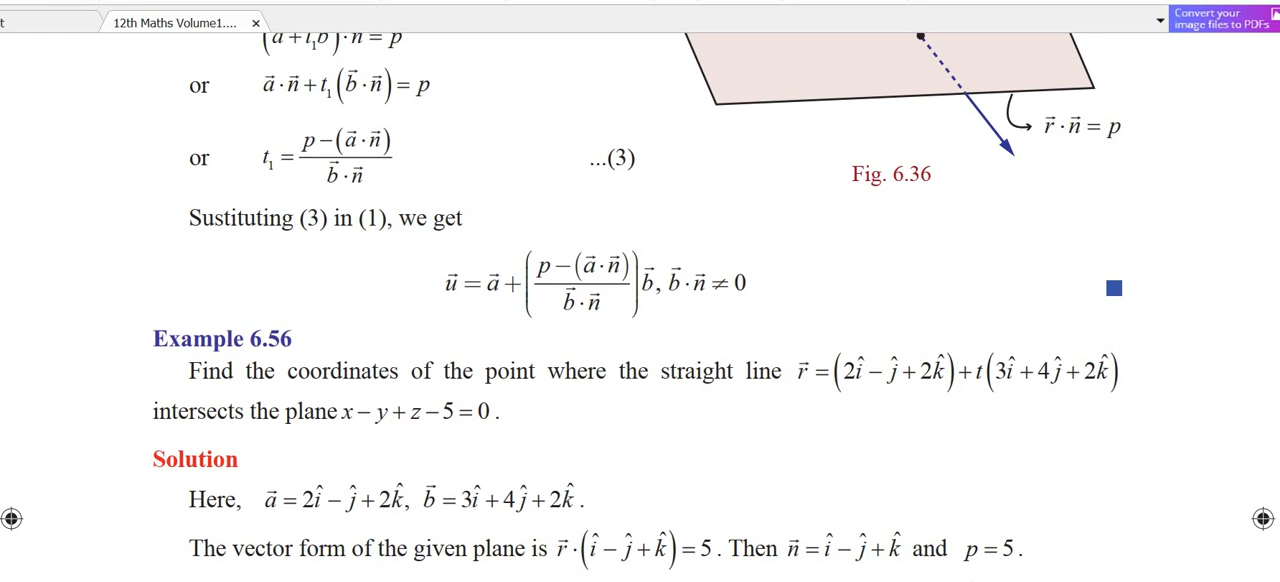 t
12th Maths Volume1.... ×
Convert your
image files to PDFs
(a⃗ + t₁b⃗)·n⃗ = p
or a⃗·n⃗ + t₁(b⃗·n⃗) = p
r⃗·n⃗ = p
or t₁ = (p − (a⃗·n⃗)) / (b⃗·n⃗) ...(3)
Fig. 6.36
Sustituting (3) in (1), we get
u⃗ = a⃗ + ((p − (a⃗·n⃗)) / (b⃗·n⃗)) b⃗, b⃗·n⃗ ≠ 0
Example 6.56
Find the coordinates of the point where the straight line r⃗ = (2î − ĵ + 2k̂) + t(3î + 4ĵ + 2k̂)
intersects the plane x − y + z − 5 = 0 .
Solution
Here, a⃗ = 2î − ĵ + 2k̂, b⃗ = 3î + 4ĵ + 2k̂ .
The vector form of the given plane is r⃗·(î − ĵ + k̂) = 5 . Then n⃗ = î − ĵ + k̂ and p = 5 .